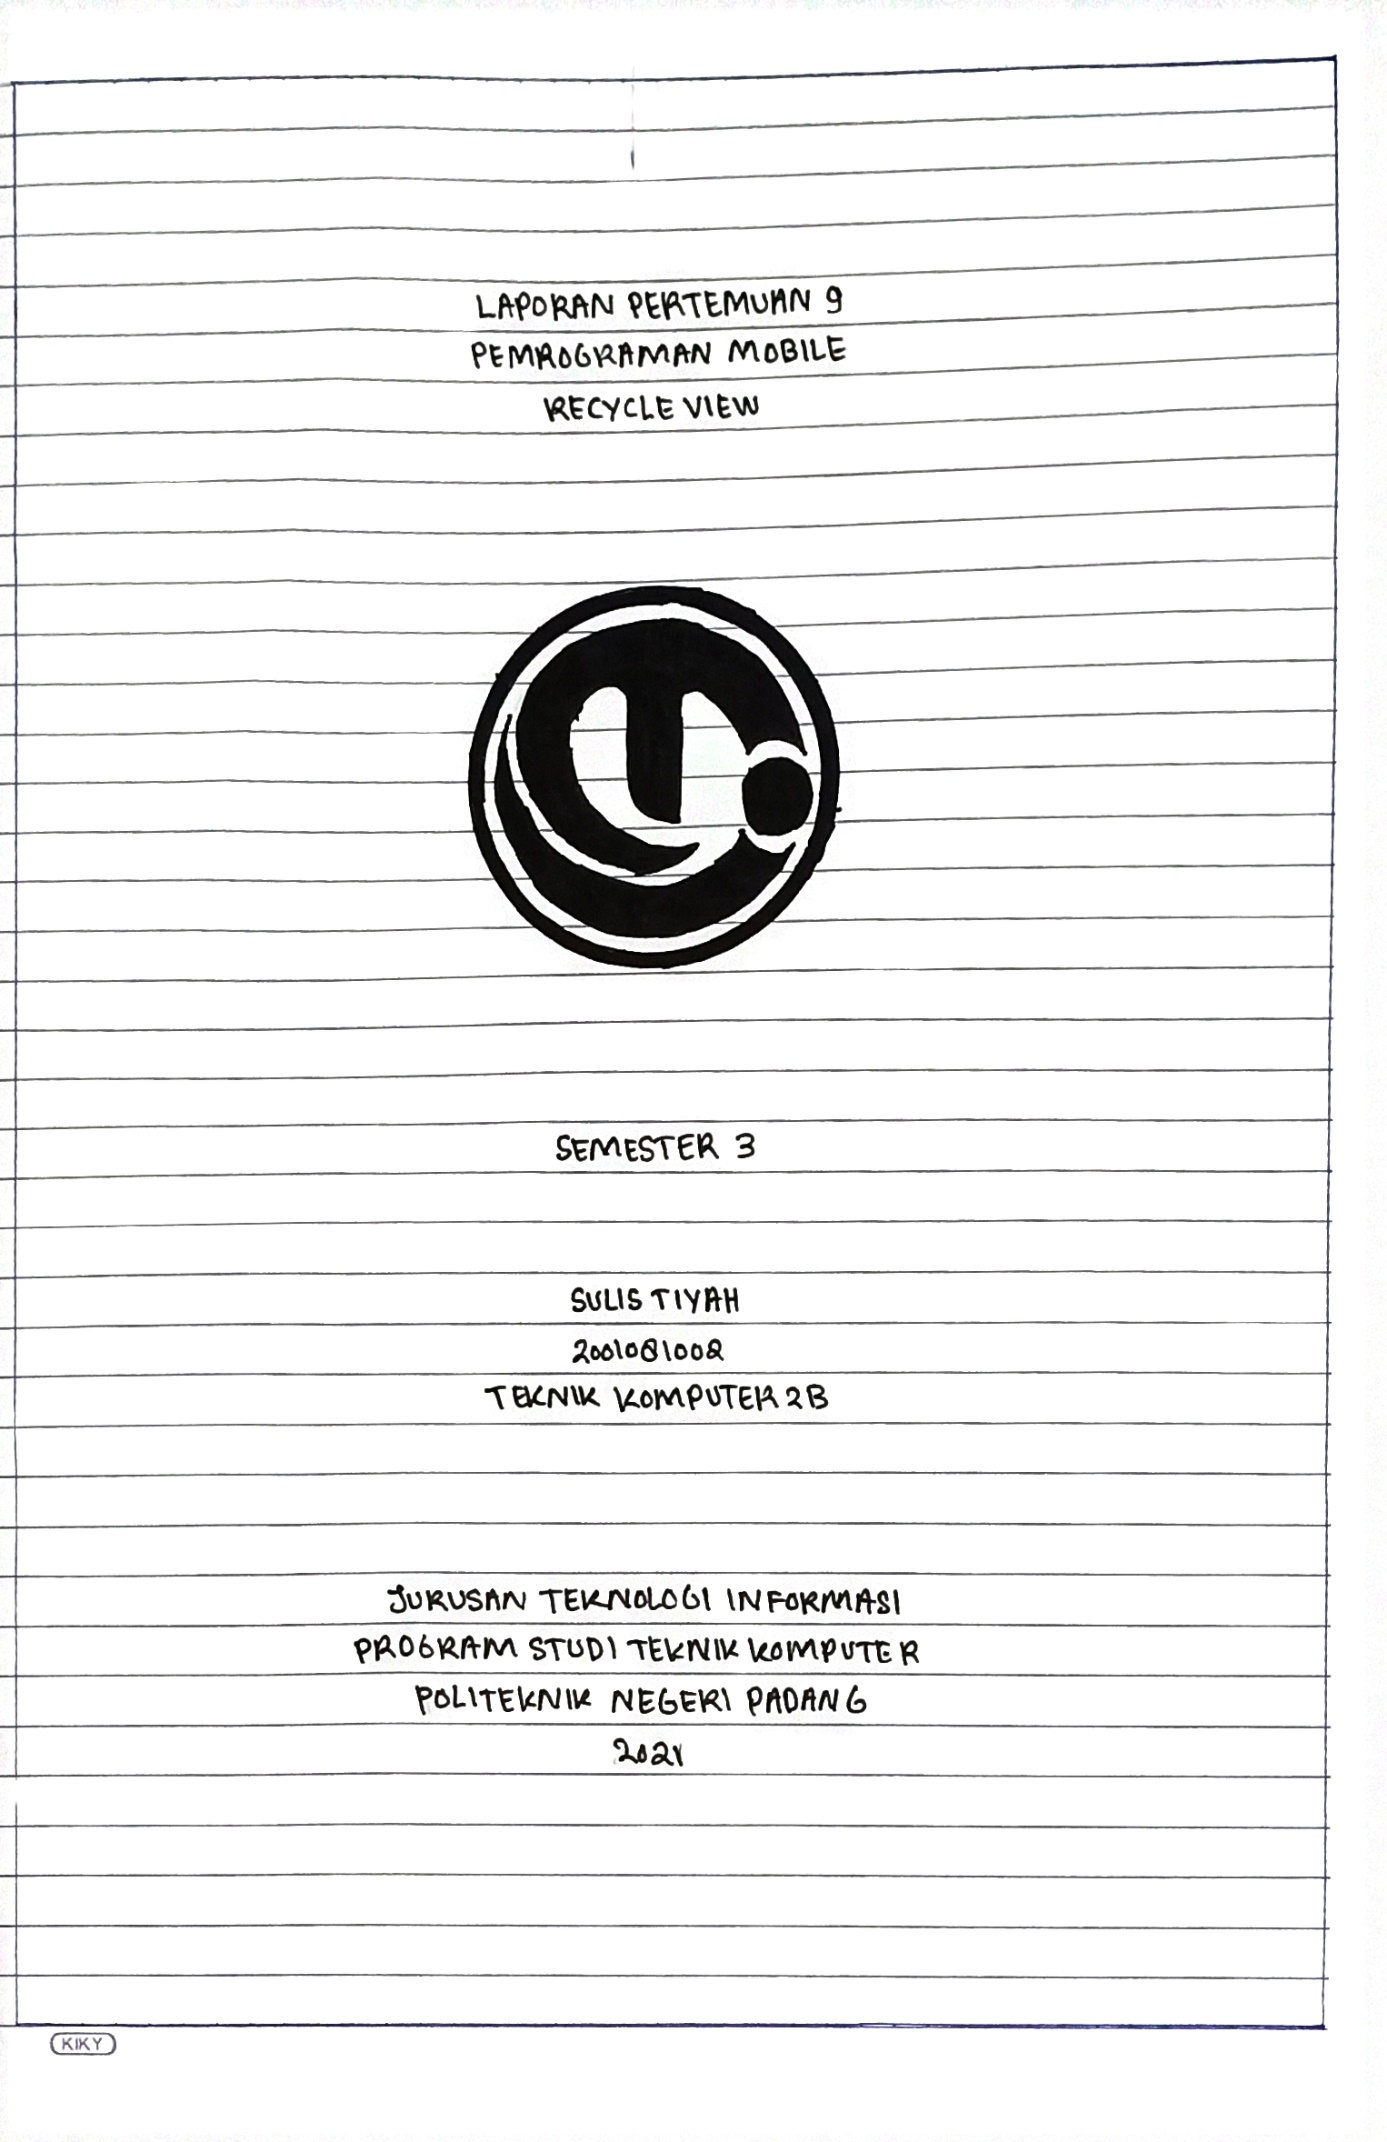 LAPORAN PERTEMUAN 9
PEMROGRAMAN MOBILE
RECYCLE VIEW
SEMESTER 3
SULIS TIYAH
2001081002
TEKNIK KOMPUTER 2B
JURUSAN TEKNOLOGI INFORMASI
PROGRAM STUDI TEKNIK KOMPUTER
POLITEKNIK NEGERI PADANG
2021
KIKY